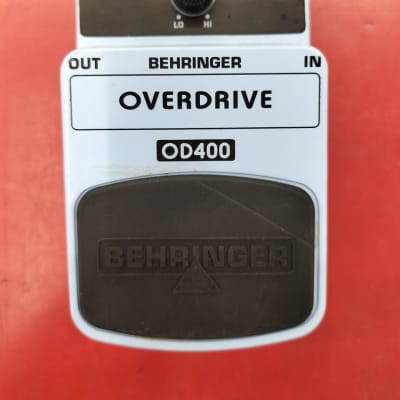 LO HI
OUT BEHRINGER IN
OVERDRIVE
OD400
BEHRINGER